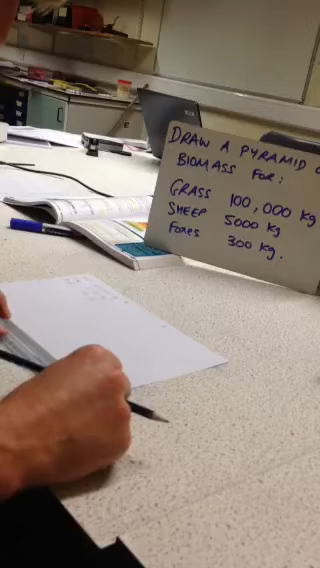 DRAW A PYRAMID O
BIOMASS FOR:
GRASS 100,000 Kg
SHEEP 5000 Kg
Foxes 300 Kg.